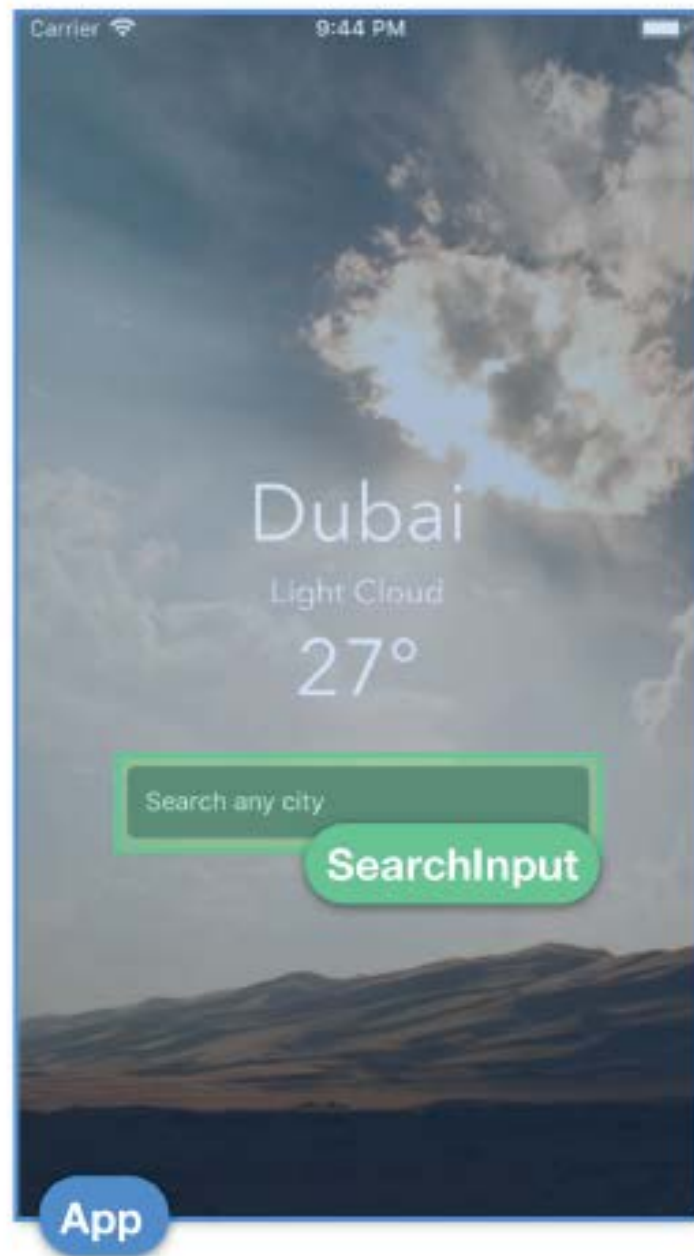 Carrier 9:44 PM
Dubai
Light Cloud
27°
Search any city
SearchInput
App